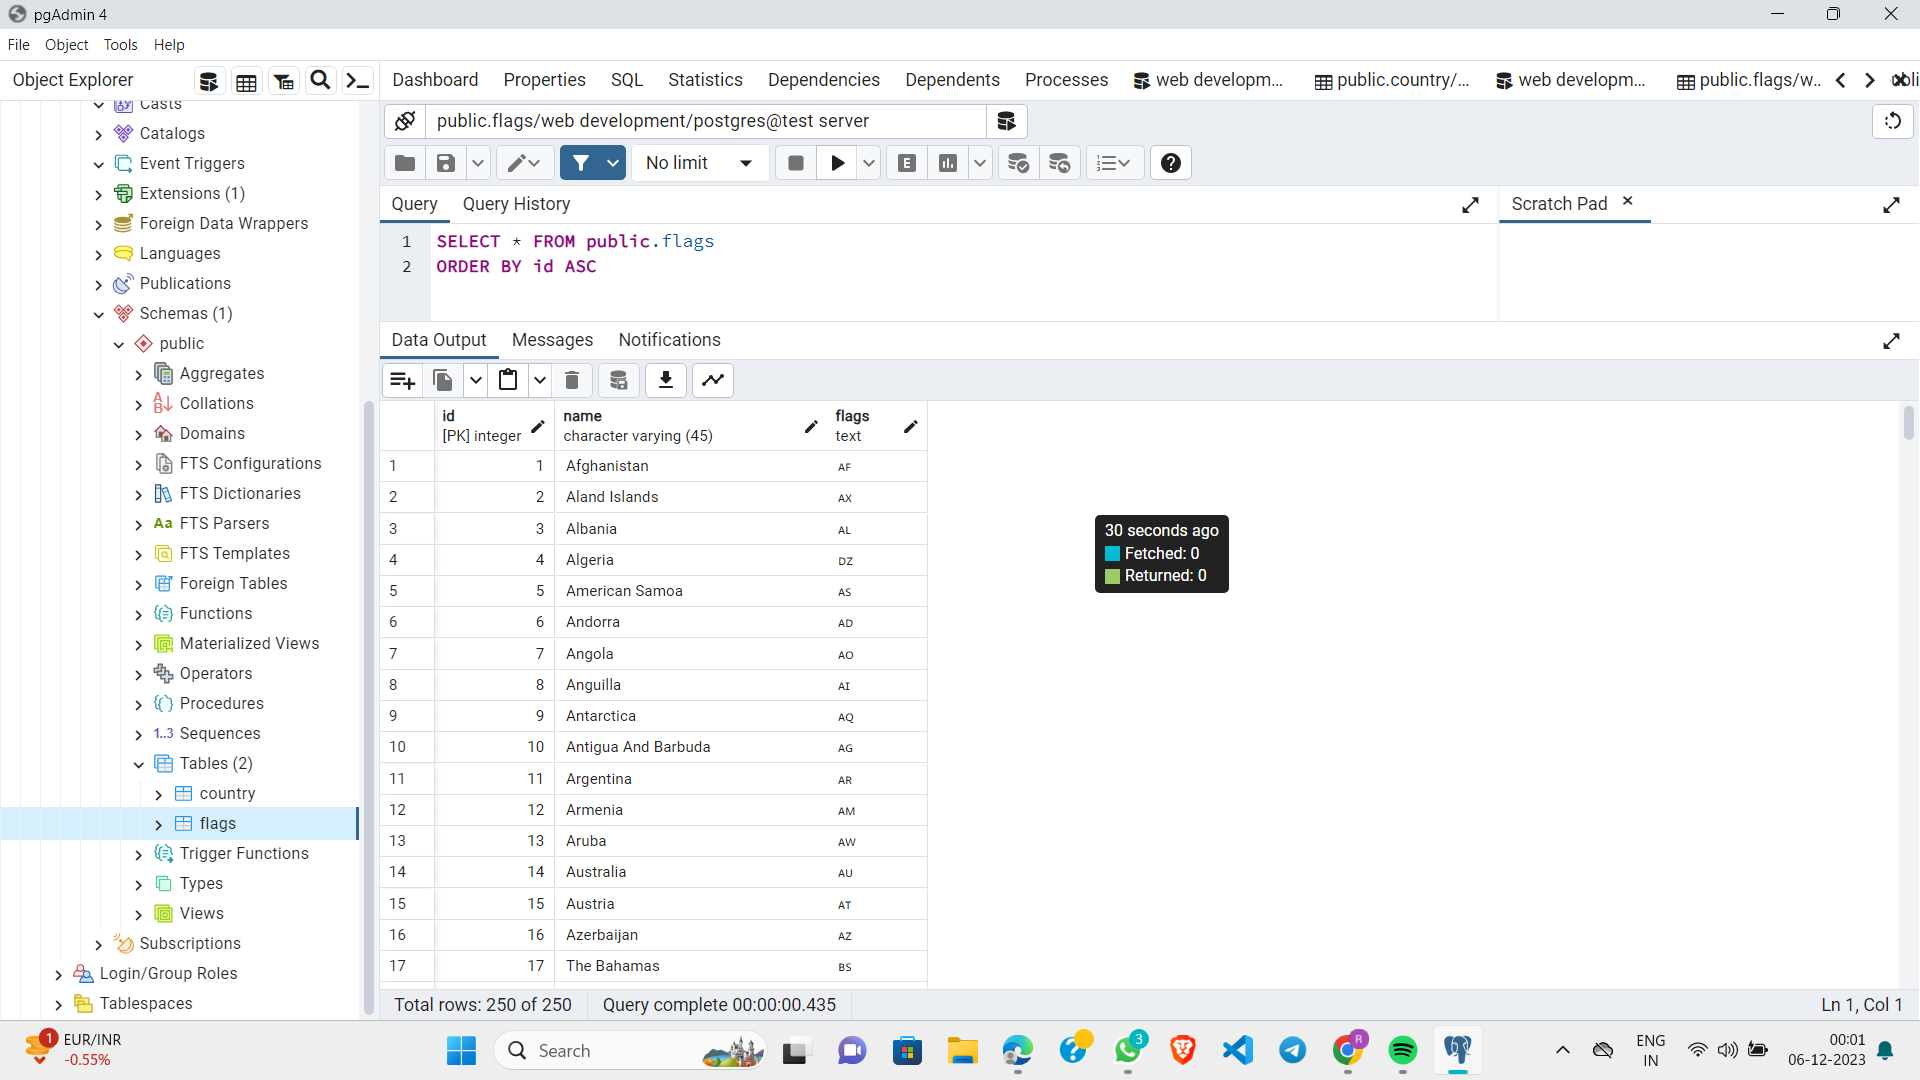 pgAdmin 4
File Object Tools Help
Object Explorer
Dashboard Properties SQL Statistics Dependencies Dependents Processes web developm... public.country/... web developm... public.flags/w...
Casts
Catalogs
Event Triggers
Extensions (1)
Foreign Data Wrappers
Languages
Publications
Schemas (1)
public
Aggregates
Collations
Domains
FTS Configurations
FTS Dictionaries
Aa FTS Parsers
FTS Templates
Foreign Tables
Functions
Materialized Views
Operators
Procedures
1..3 Sequences
Tables (2)
country
flags
Trigger Functions
Types
Views
Subscriptions
Login/Group Roles
Tablespaces
public.flags/web development/postgres@test server
No limit
E
Query Query History
Scratch Pad
1 SELECT * FROM public.flags
2 ORDER BY id ASC
Data Output Messages Notifications
id name flags
[PK] integer character varying (45) text
1 1 Afghanistan AF
2 2 Aland Islands AX
3 3 Albania AL
4 4 Algeria DZ
5 5 American Samoa AS
6 6 Andorra AD
7 7 Angola AO
8 8 Anguilla AI
9 9 Antarctica AQ
10 10 Antigua And Barbuda AG
11 11 Argentina AR
12 12 Armenia AM
13 13 Aruba AW
14 14 Australia AU
15 15 Austria AT
16 16 Azerbaijan AZ
17 17 The Bahamas BS
30 seconds ago
Fetched: 0
Returned: 0
Total rows: 250 of 250 Query complete 00:00:00.435 Ln 1, Col 1
1 EUR/INR
-0.55%
Search
3
R
ENG
IN
00:01
06-12-2023